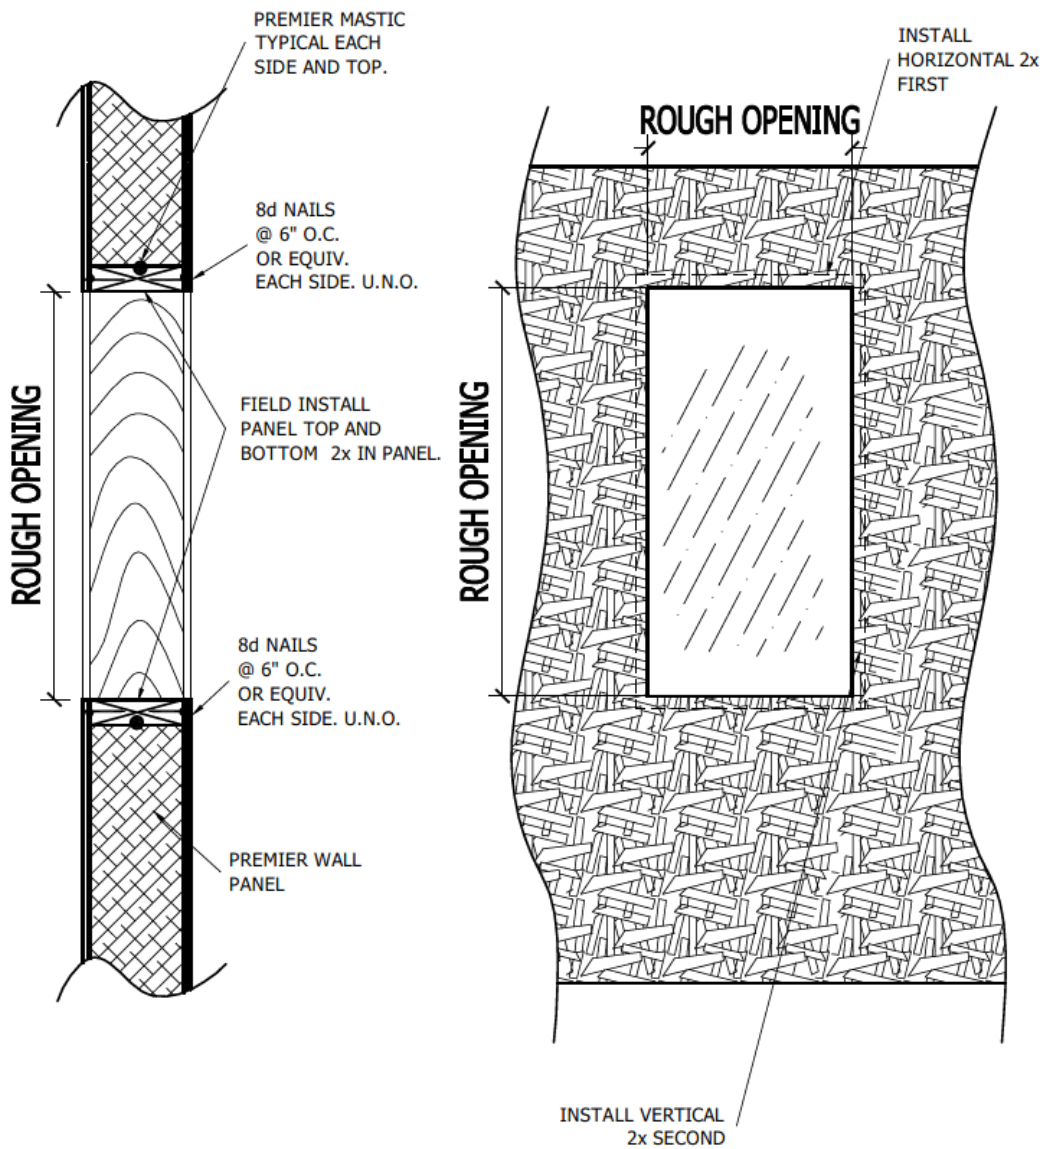 PREMIER MASTIC
TYPICAL EACH
SIDE AND TOP.
INSTALL
HORIZONTAL 2x
FIRST
ROUGH OPENING
8d NAILS
@ 6" O.C.
OR EQUIV.
EACH SIDE. U.N.O.
ROUGH OPENING
FIELD INSTALL
PANEL TOP AND
BOTTOM 2x IN PANEL.
ROUGH OPENING
8d NAILS
@ 6" O.C.
OR EQUIV.
EACH SIDE. U.N.O.
PREMIER WALL
PANEL
INSTALL VERTICAL
2x SECOND